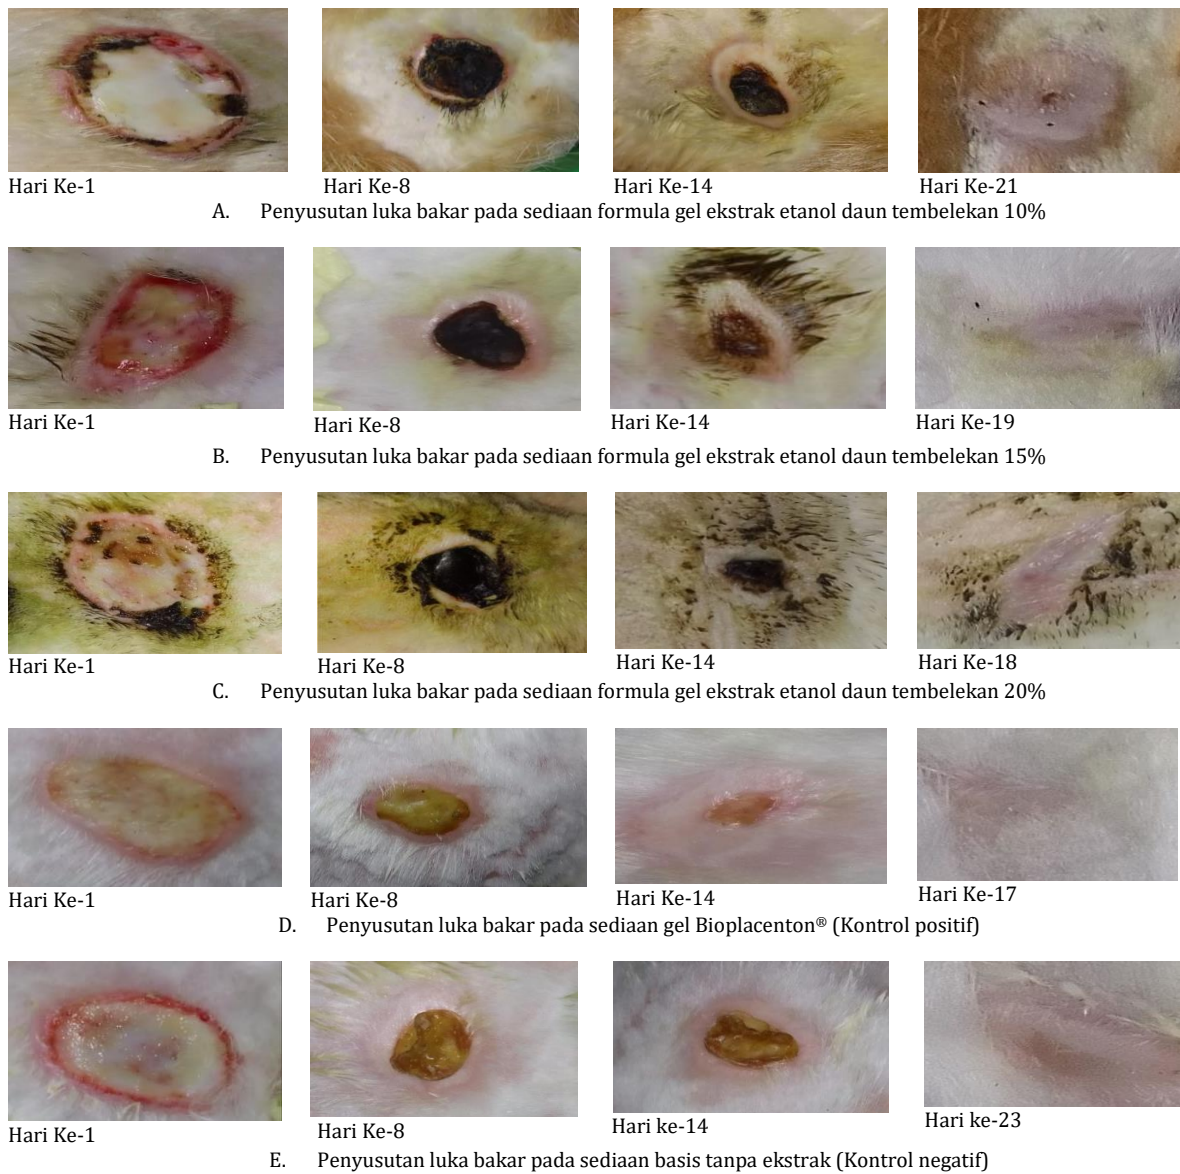 Hari Ke-1
Hari Ke-8
Hari Ke-14
Hari Ke-21
A. Penyusutan luka bakar pada sediaan formula gel ekstrak etanol daun tembelekan 10%
Hari Ke-1
Hari Ke-8
Hari Ke-14
Hari Ke-19
B. Penyusutan luka bakar pada sediaan formula gel ekstrak etanol daun tembelekan 15%
Hari Ke-1
Hari Ke-8
Hari Ke-14
Hari Ke-18
C. Penyusutan luka bakar pada sediaan formula gel ekstrak etanol daun tembelekan 20%
Hari Ke-1
Hari Ke-8
Hari Ke-14
Hari Ke-17
D. Penyusutan luka bakar pada sediaan gel Bioplacenton® (Kontrol positif)
Hari Ke-1
Hari Ke-8
Hari ke-14
Hari ke-23
E. Penyusutan luka bakar pada sediaan basis tanpa ekstrak (Kontrol negatif)